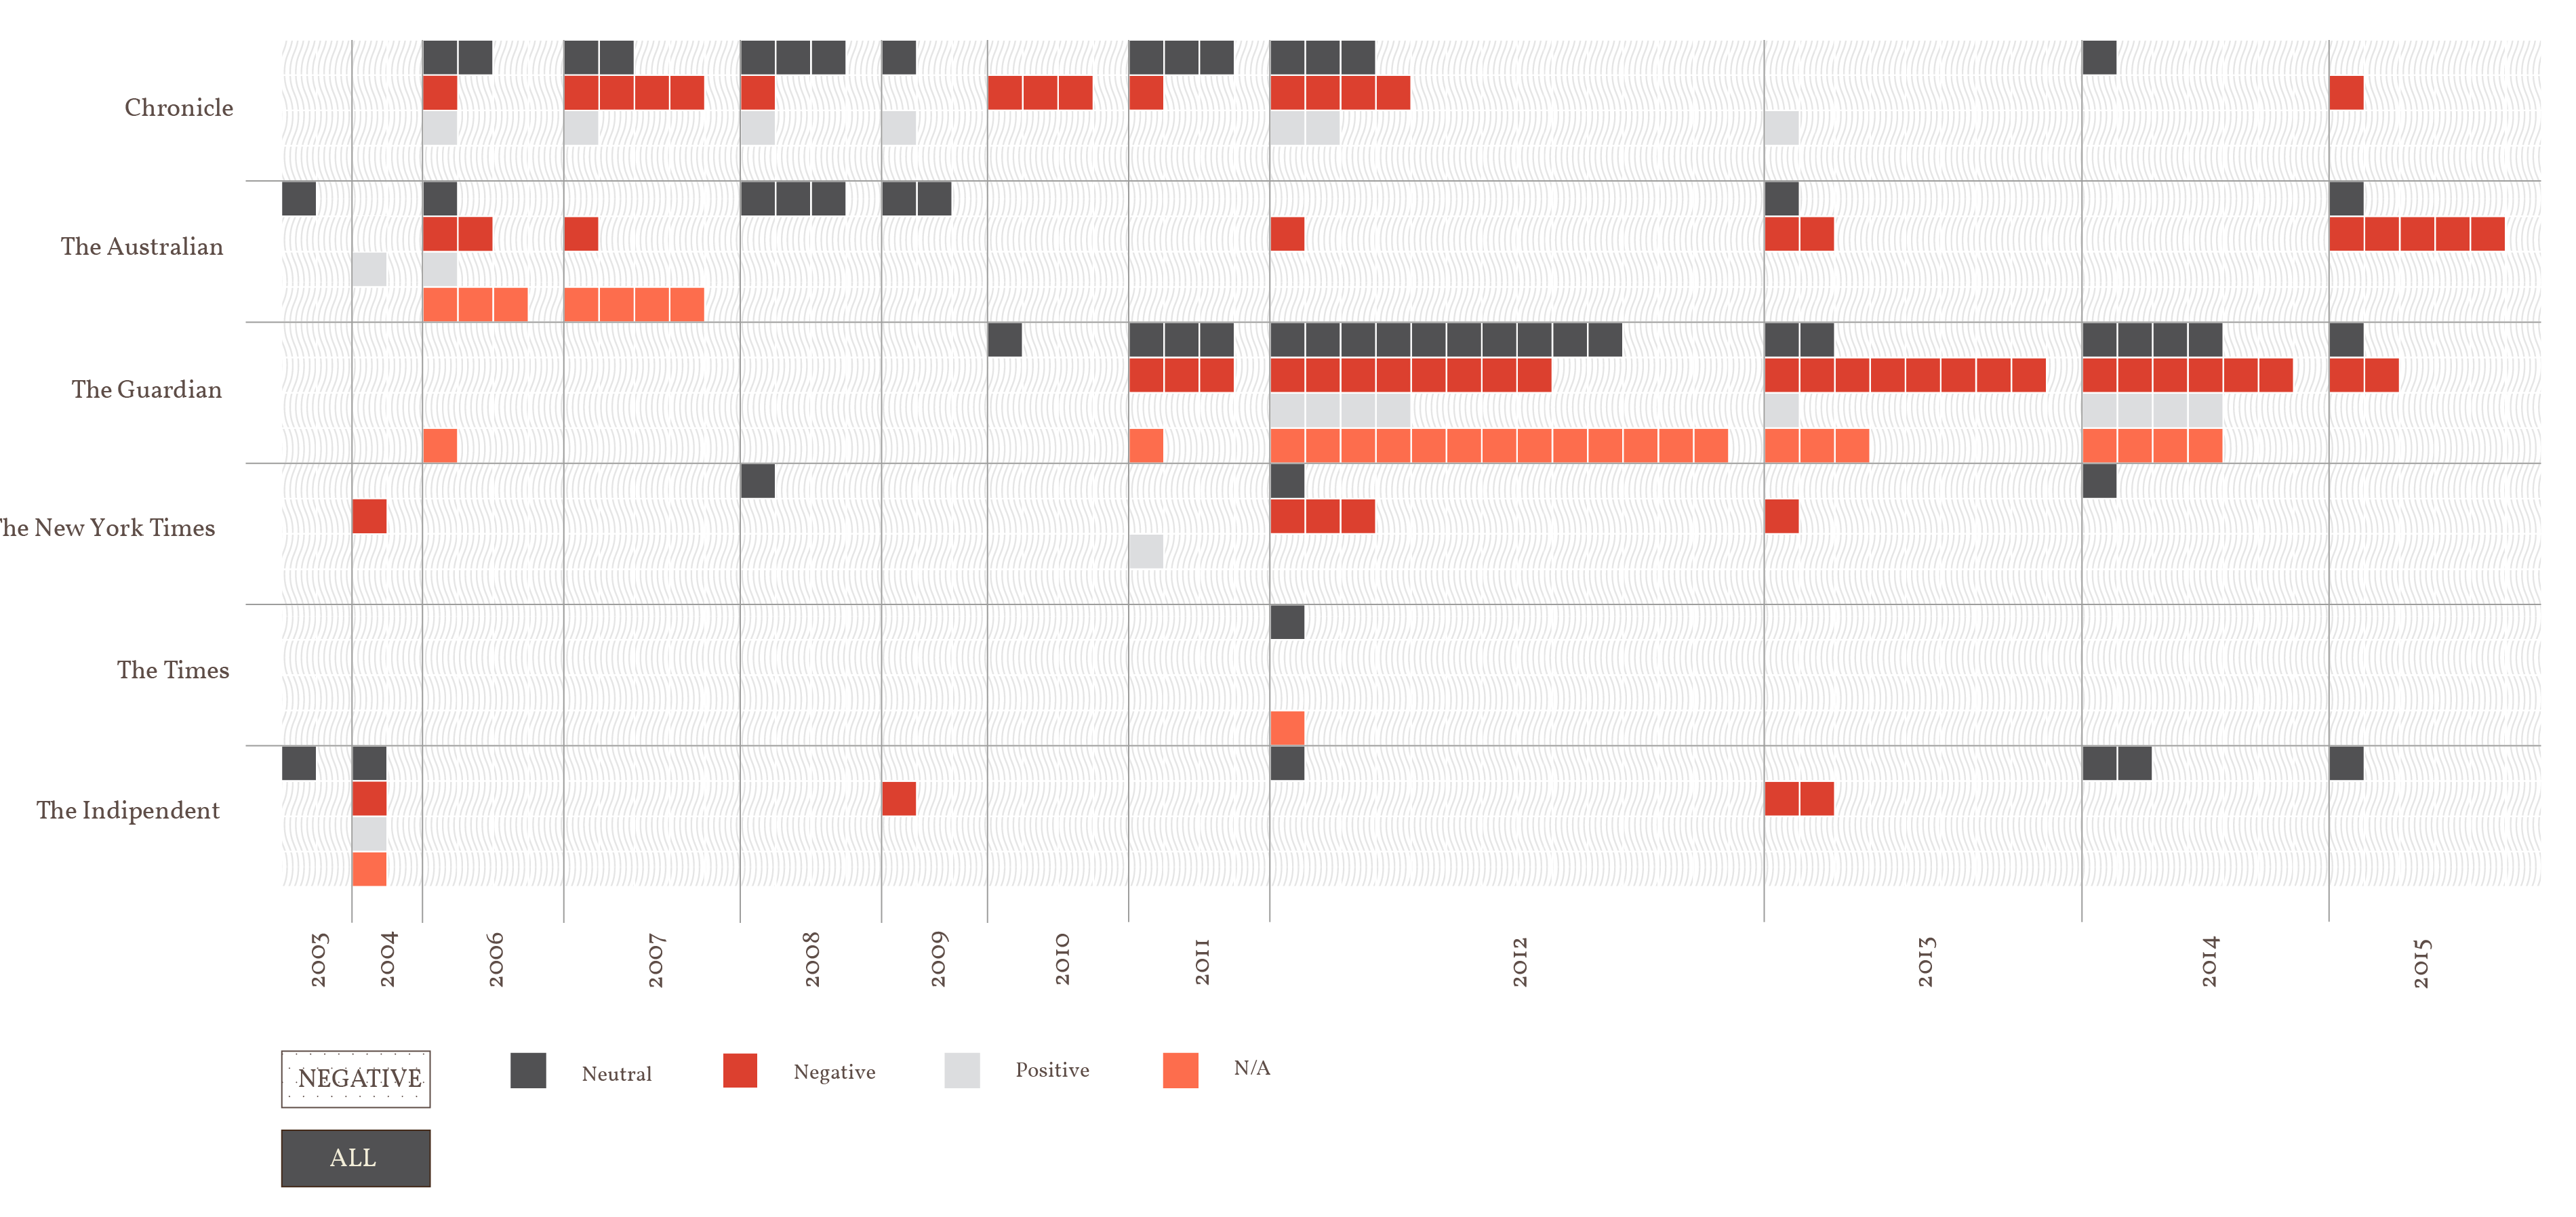 Chronicle
The Australian
The Guardian
he New York Times
The Times
The Indipendent
2003
2004
2006
2007
2008
2009
2010
2011
2012
2013
2014
2015
NEGATIVE
Neutral
Negative
Positive
N/A
ALL